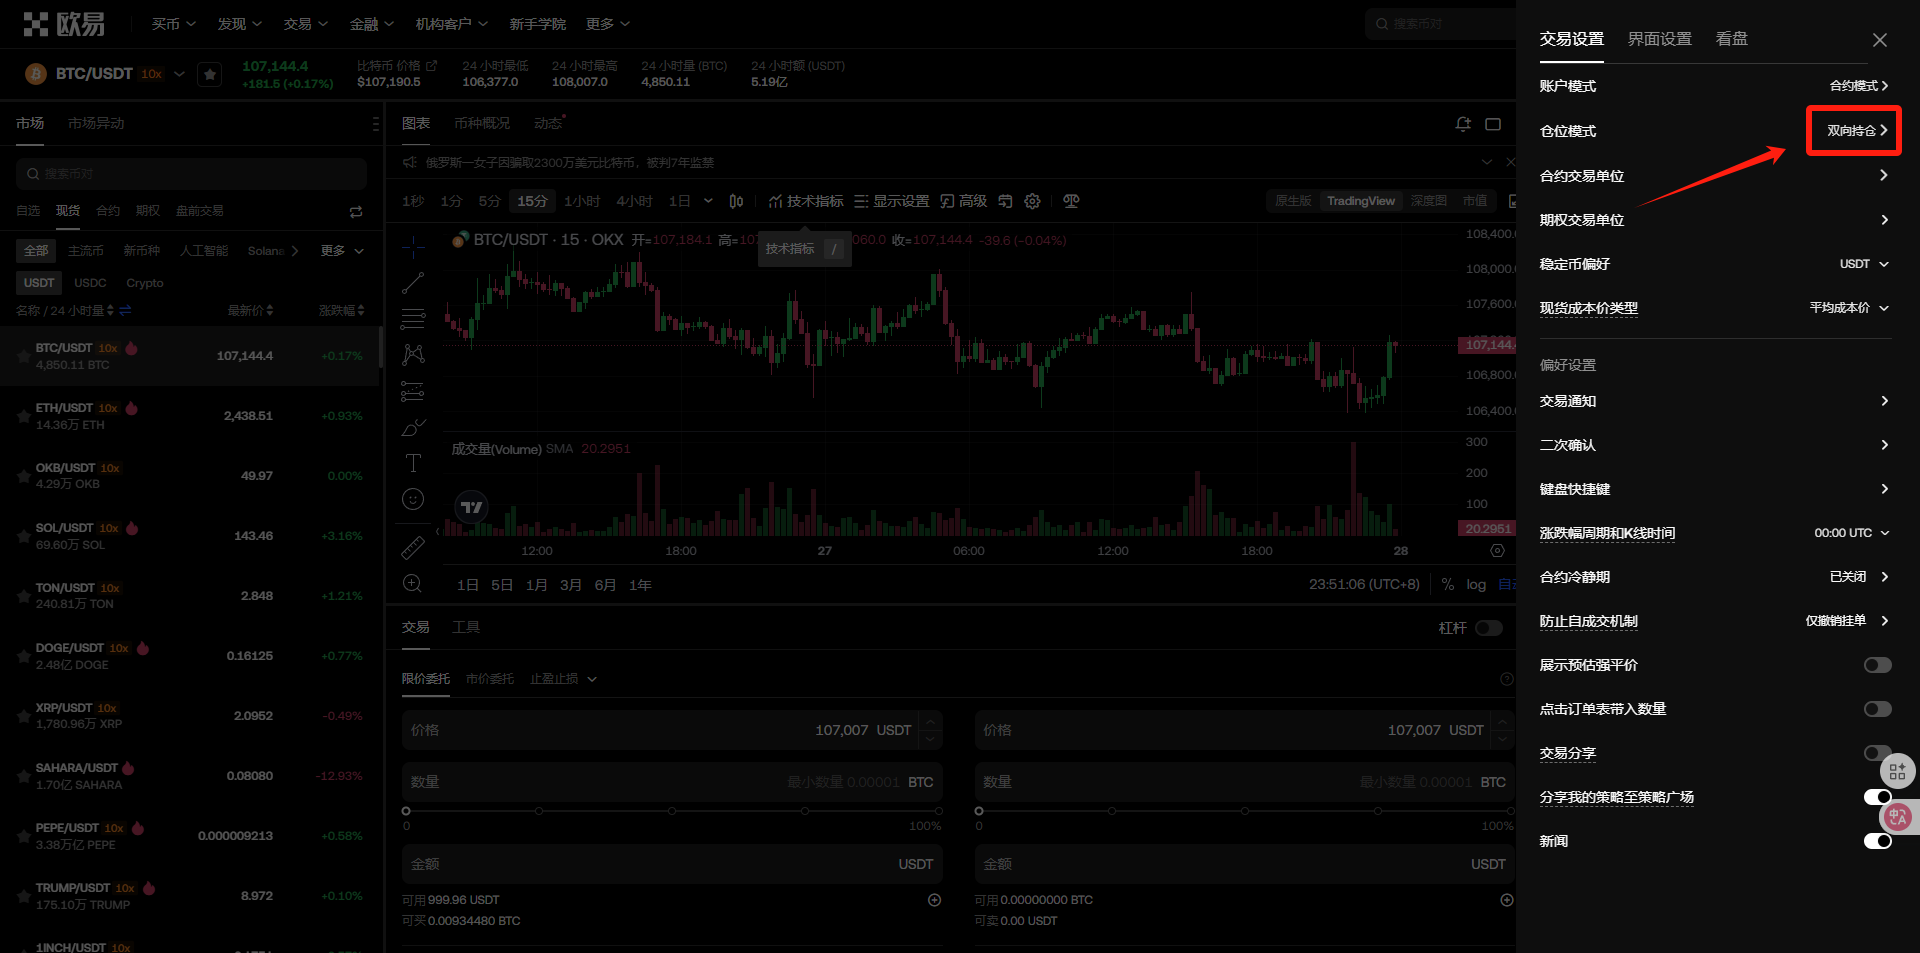 欧易 买币 发现 交易 金融 机构客户 新手学院 更多 搜索币对
BTC/USDT 10x 107,144.4 +181.5 (+0.17%) 比特币 价格 $107,190.5 24 小时最低 106,377.0 24 小时最高 108,007.0 24 小时量 (BTC) 4,850.11 24 小时额 (USDT) 5.19亿
市场 市场异动
搜索币对
自选 现货 合约 期权 盘前交易
全部 主流币 新币种 人工智能 Solana 更多
USDT USDC Crypto
名称 / 24 小时量 最新价 涨跌幅
BTC/USDT 10x 107,144.4 +0.17%
4,850.11 BTC
ETH/USDT 10x 2,438.51 +0.93%
14.36万 ETH
OKB/USDT 10x 49.97 0.00%
4.29万 OKB
SOL/USDT 10x 143.46 +3.16%
69.60万 SOL
TON/USDT 10x 2.848 +1.21%
240.81万 TON
DOGE/USDT 10x 0.16125 +0.77%
2.48亿 DOGE
XRP/USDT 10x 2.0952 -0.49%
1,780.96万 XRP
SAHARA/USDT 0.08080 -12.93%
1.70亿 SAHARA
PEPE/USDT 10x 0.000009213 +0.58%
3.38万亿 PEPE
TRUMP/USDT 10x 8.972 +0.10%
175.10万 TRUMP
1INCH/USDT 10x
图表 币种概况 动态
俄罗斯一女子因骗取2300万美元比特币，被判7年监禁
1秒 1分 5分 15分 1小时 4小时 1日 技术指标 显示设置 高级 原生版 TradingView 深度图 市值
BTC/USDT · 15 · OKX 开=107,184.1 高=107 060.0 收=107,144.4 -39.6 (-0.04%)
技术指标 /
108,400.
108,000.
107,600.
107,144.4
106,800.
106,400.
成交量(Volume) SMA 20.2951
300
200
100
20.2951
12:00 18:00 27 06:00 12:00 18:00 28
1日 5日 1月 3月 6月 1年 23:51:06 (UTC+8) % log
交易 工具 杠杆
限价委托 市价委托 止盈止损
价格 107,007 USDT
数量 最小数量 0.00001 BTC
0 100%
金额 USDT
可用 999.96 USDT
可买 0.00934480 BTC
价格 107,007 USDT
数量 最小数量 0.00001 BTC
0 100%
金额 USDT
可用 0.00000000 BTC
可卖 0.00 USDT
交易设置 界面设置 看盘
账户模式 合约模式
仓位模式 双向持仓
合约交易单位
期权交易单位
稳定币偏好 USDT
现货成本价类型 平均成本价
偏好设置
交易通知
二次确认
键盘快捷键
涨跌幅周期和K线时间 00:00 UTC
合约冷静期 已关闭
防止自成交机制 仅撤销挂单
展示预估强平价
点击订单表带入数量
交易分享
分享我的策略至策略广场
新闻